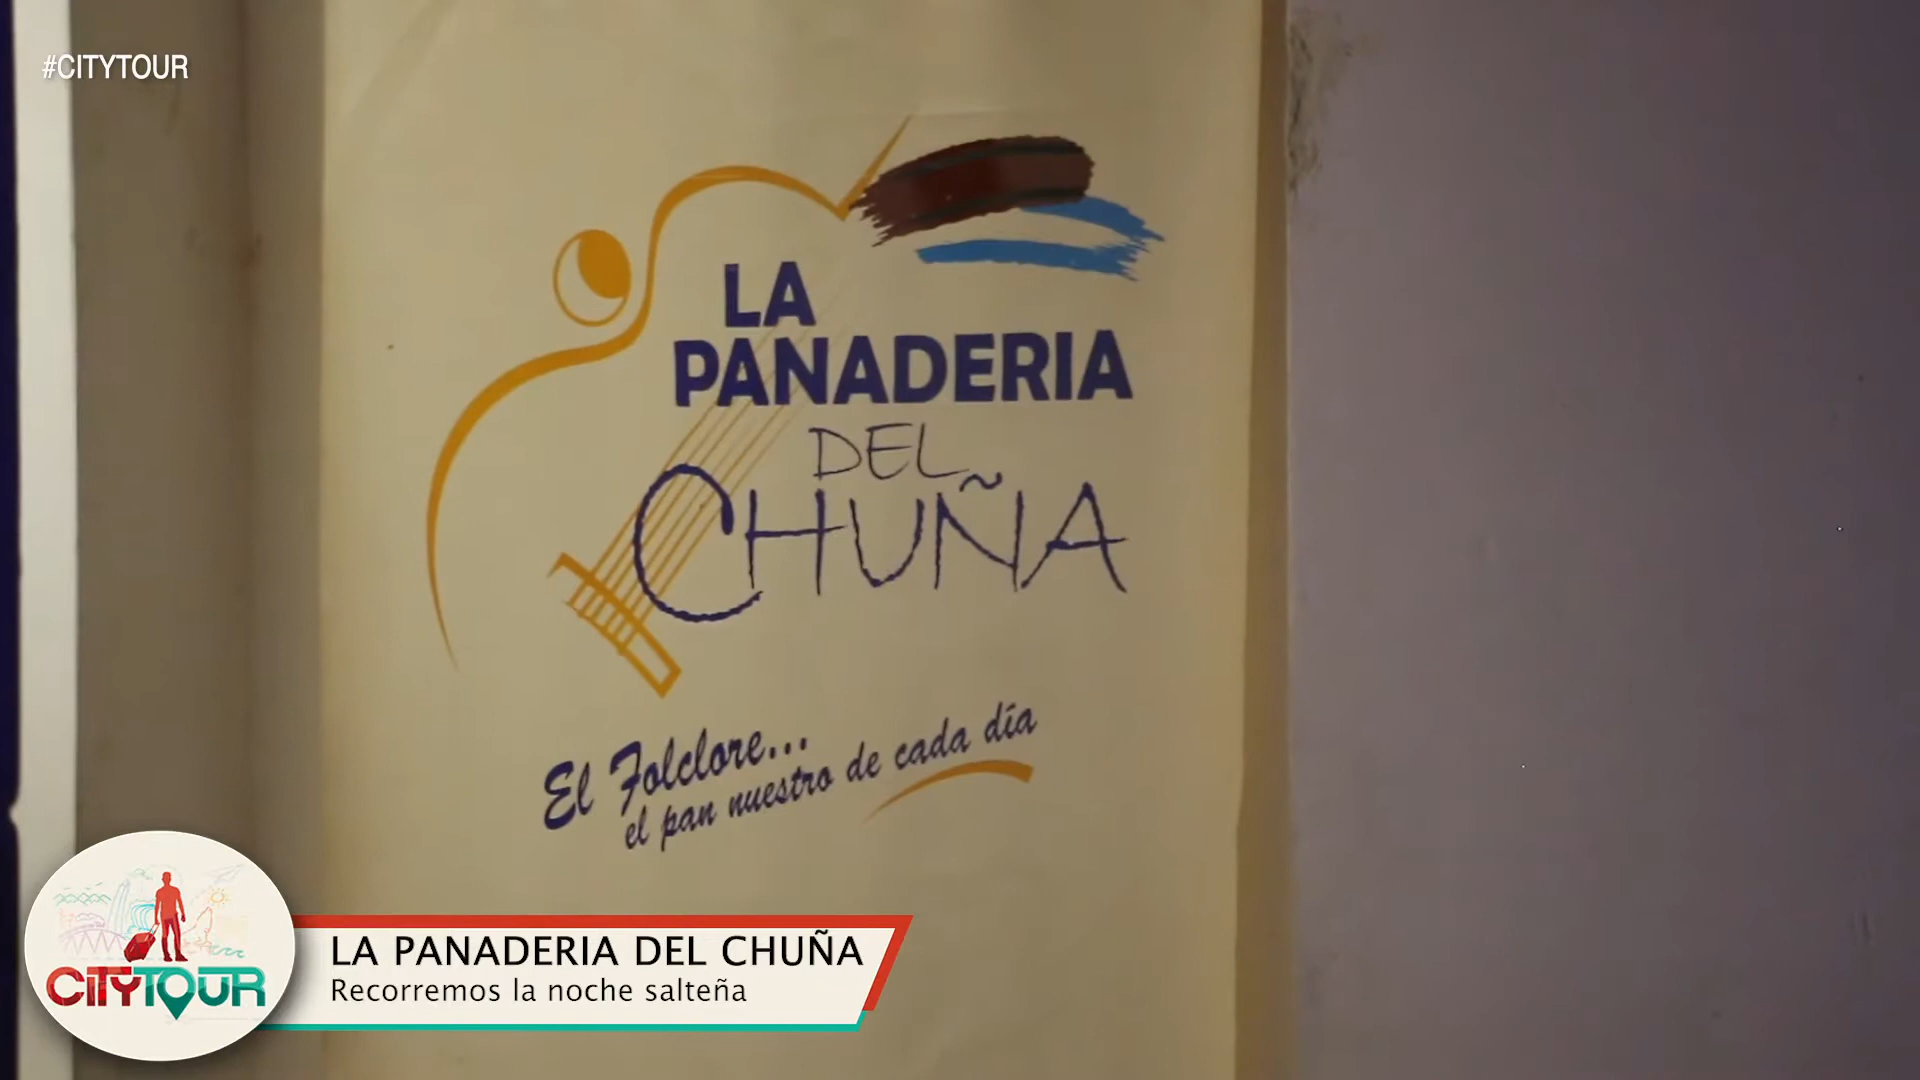 #CITYTOUR
LA
PANADERIA
DEL
CHUÑA
El Folclore...
el pan nuestro de cada día
CITYTOUR
LA PANADERIA DEL CHUÑA
Recorremos la noche salteña